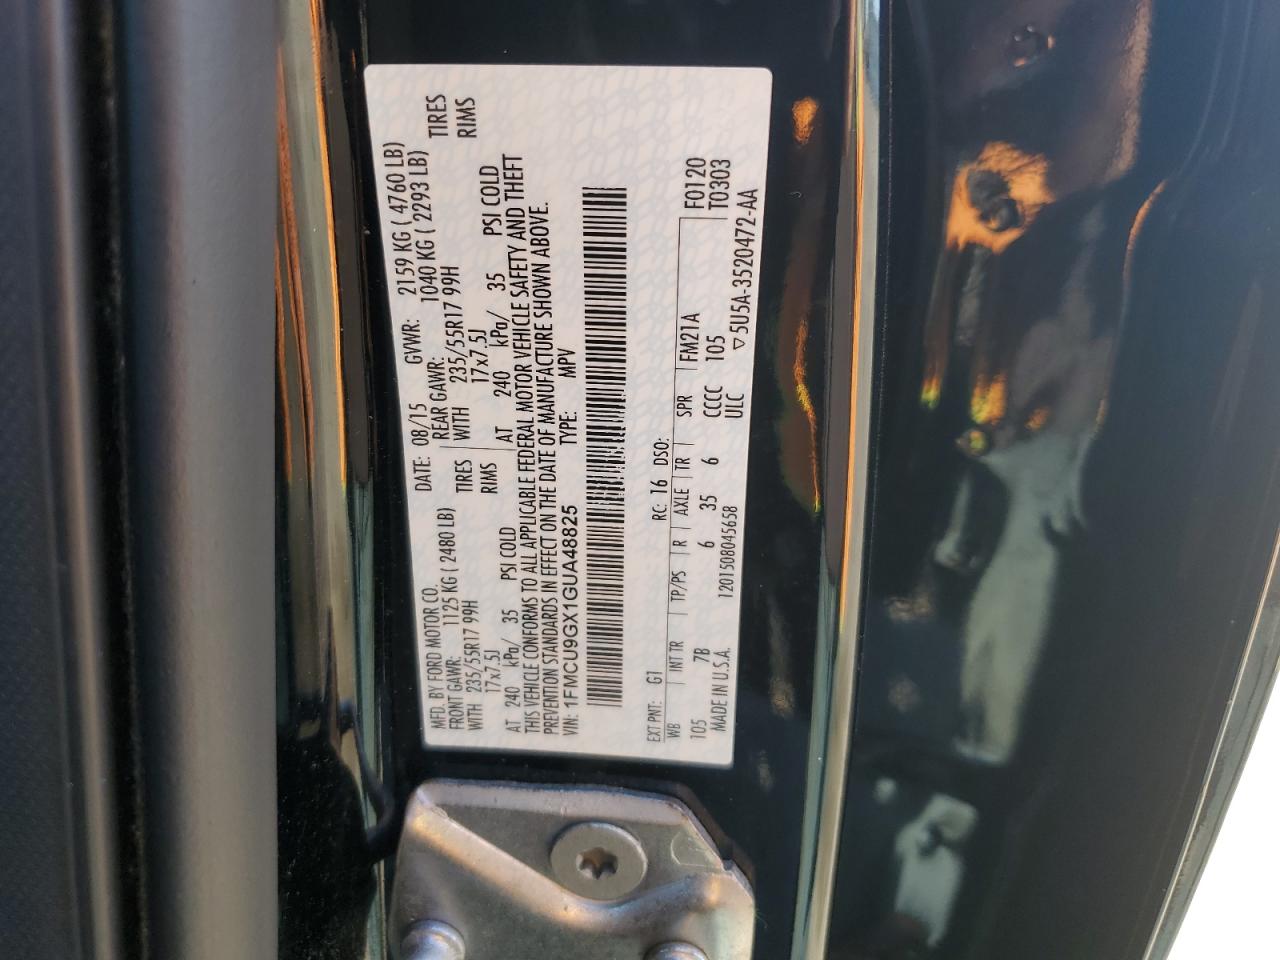 MFD. BY FORD MOTOR CO. DATE: 08/15 GVWR: 2159 KG ( 4760 LB)
FRONT GAWR: 1125 KG ( 2480 LB) REAR GAWR: 1040 KG ( 2293 LB)
WITH 235/55R17 99H TIRES WITH 235/55R17 99H TIRES
17x7.5J RIMS 17x7.5J RIMS
AT 240 kPa/ 35 PSI COLD AT 240 kPa/ 35 PSI COLD
THIS VEHICLE CONFORMS TO ALL APPLICABLE FEDERAL MOTOR VEHICLE SAFETY AND THEFT
PREVENTION STANDARDS IN EFFECT ON THE DATE OF MANUFACTURE SHOWN ABOVE.
VIN: 1FMCU9GX1GUA48825 TYPE: MPV
EXT PNT: G1 RC: 16 DSO: F0120
WB INT TR TP/PS R AXLE TR SPR FM21A T0303
105 7B 6 35 6 CCCC 105
MADE IN U.S.A. 1201508045658 ULC ▽5U5A-3520472-AA